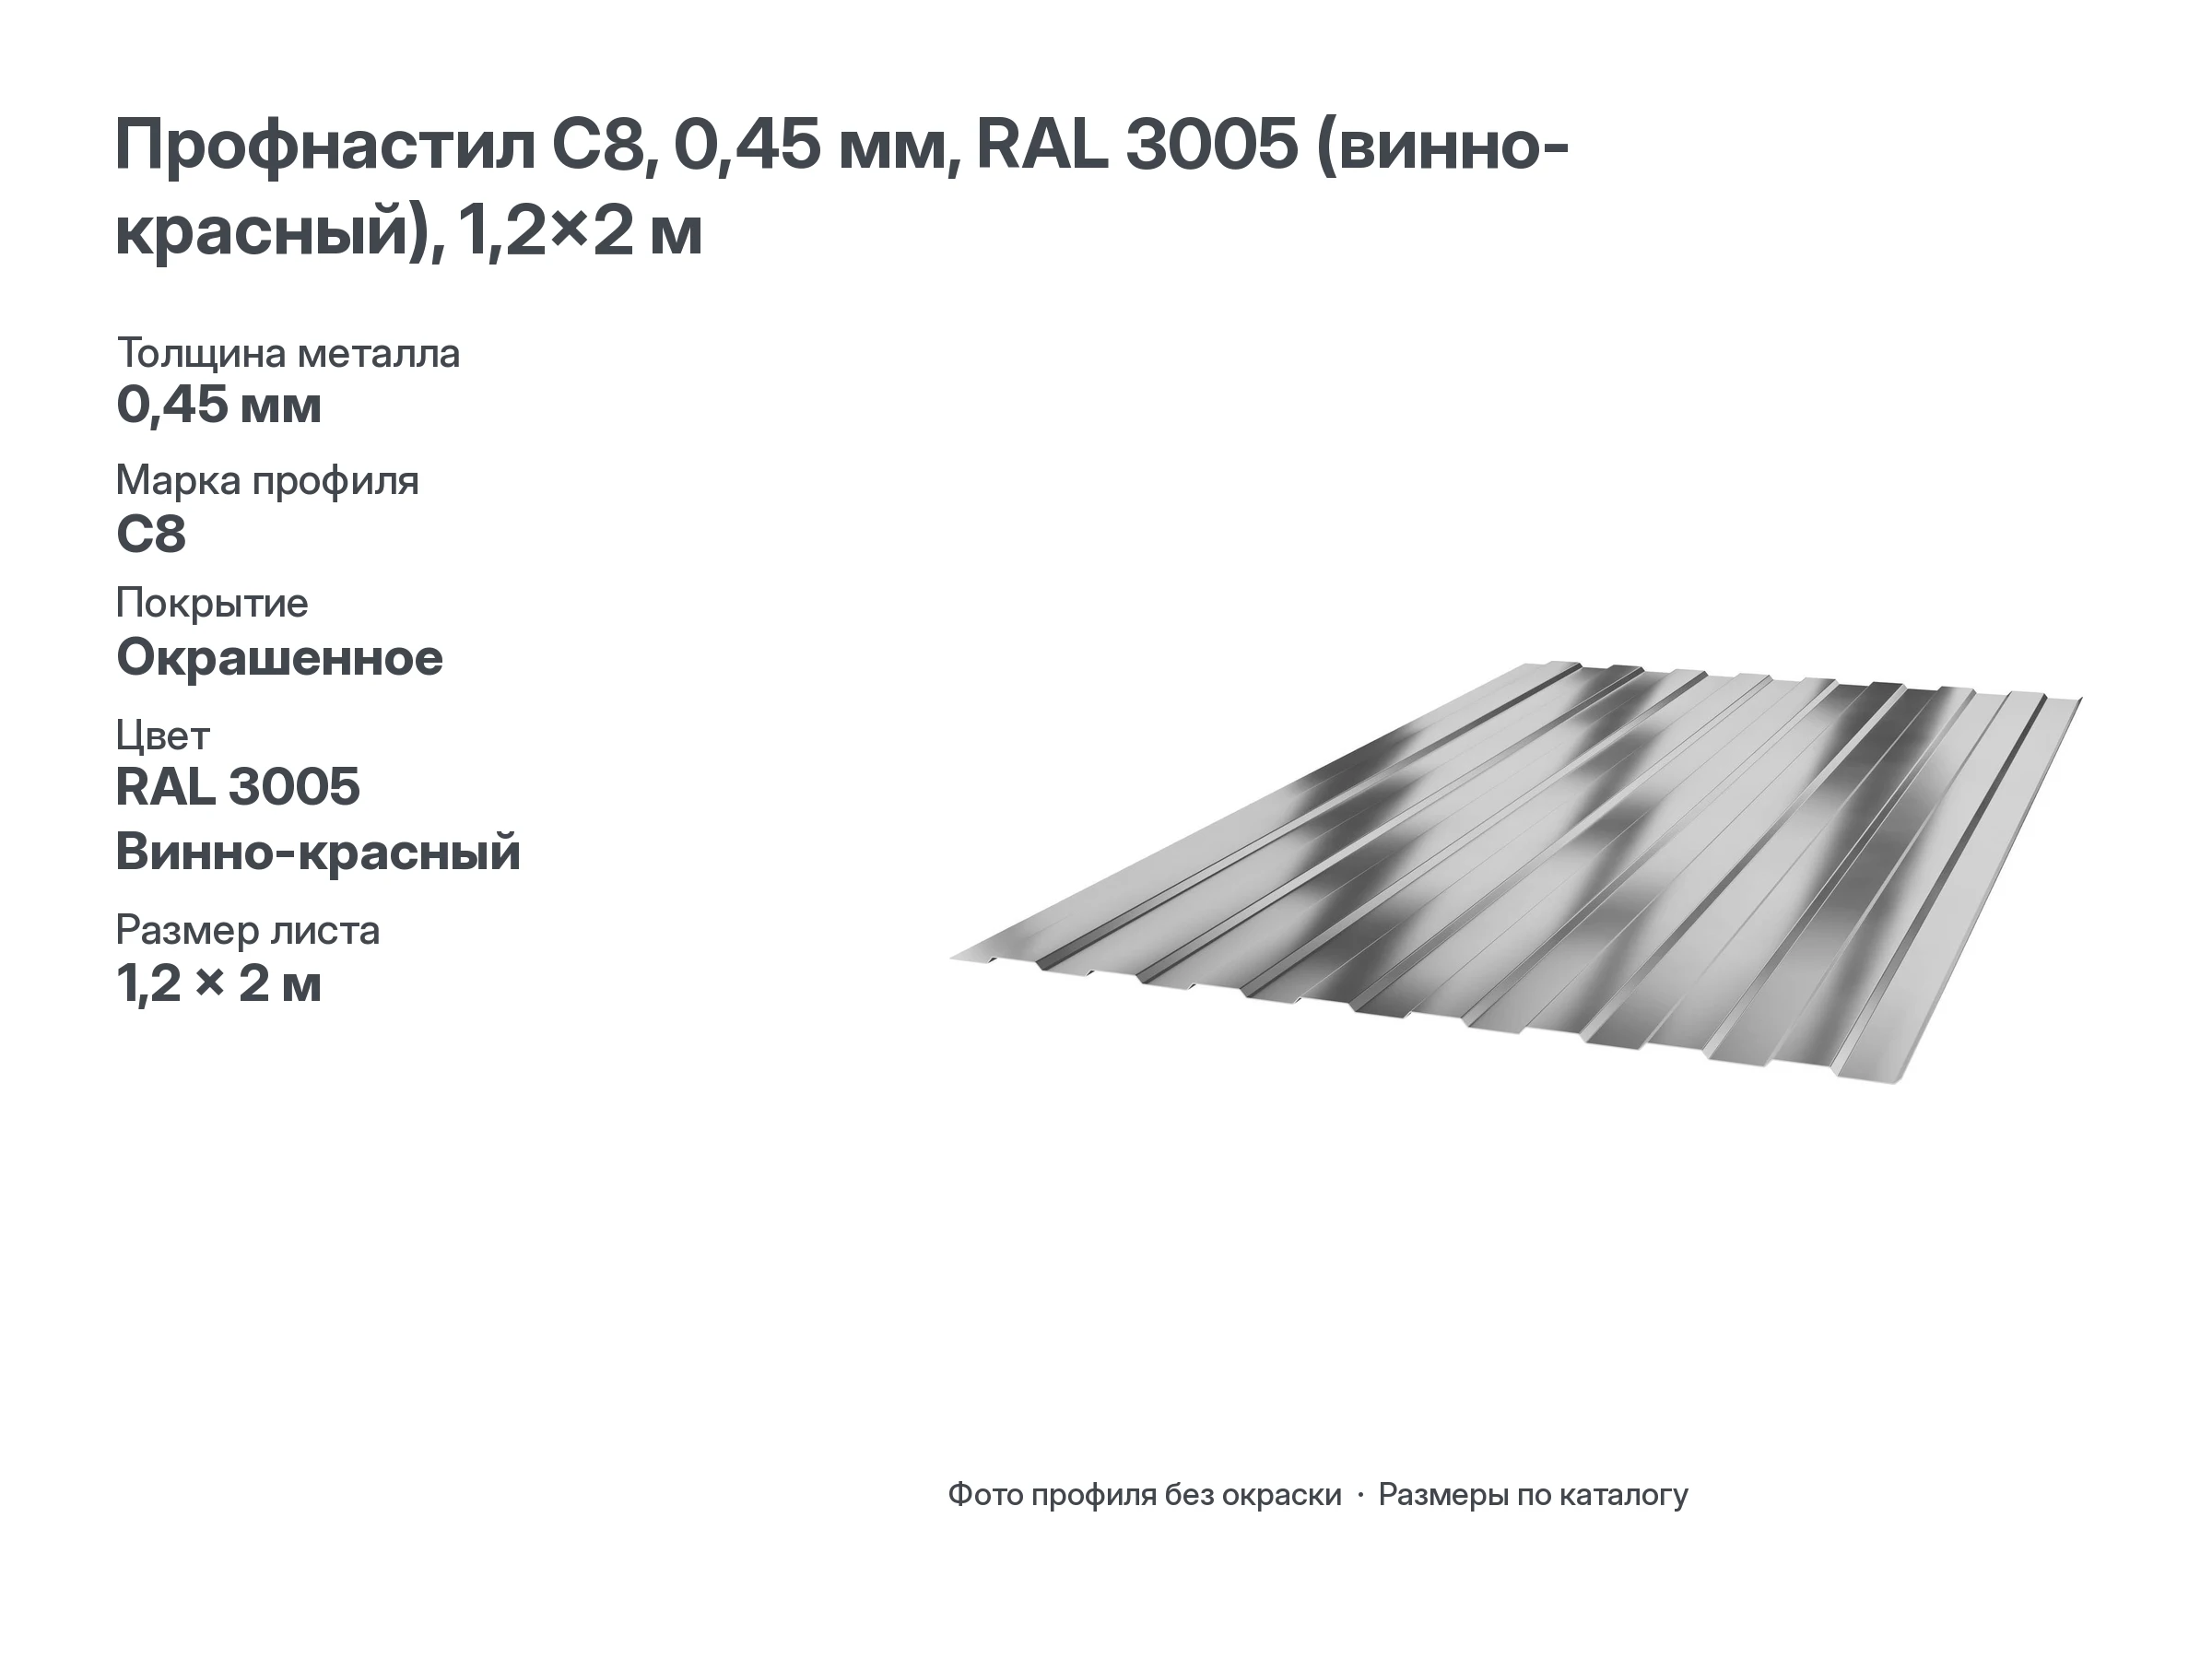 Профнастил С8, 0,45 мм, RAL 3005 (винно-
красный), 1,2×2 м
Толщина металла
0,45 мм
Марка профиля
С8
Покрытие
Окрашенное
Цвет
RAL 3005
Винно-красный
Размер листа
1,2 × 2 м
Фото профиля без окраски · Размеры по каталогу